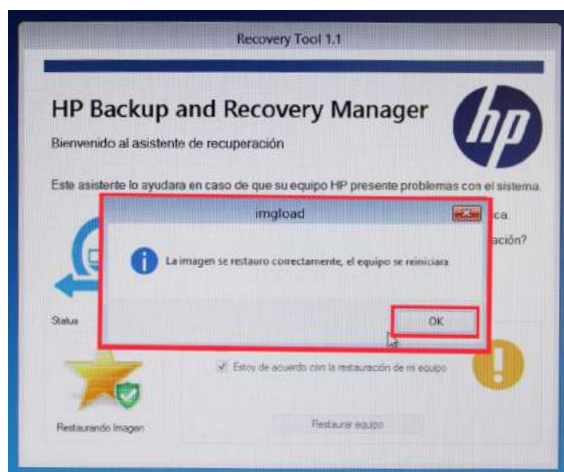 Recovery Tool 1.1
HP Backup and Recovery Manager
hp
Bienvenido al asistente de recuperación
Este asistente lo ayudara en caso de que su equipo HP presente problemas con el sistema.
imgload
ca.
ación?
La imagen se restauro correctamente, el equipo se reiniciara
OK
Status
Estoy de acuerdo con la restauración de mi equipo
Restaurando Imagen
Restaurar equipo